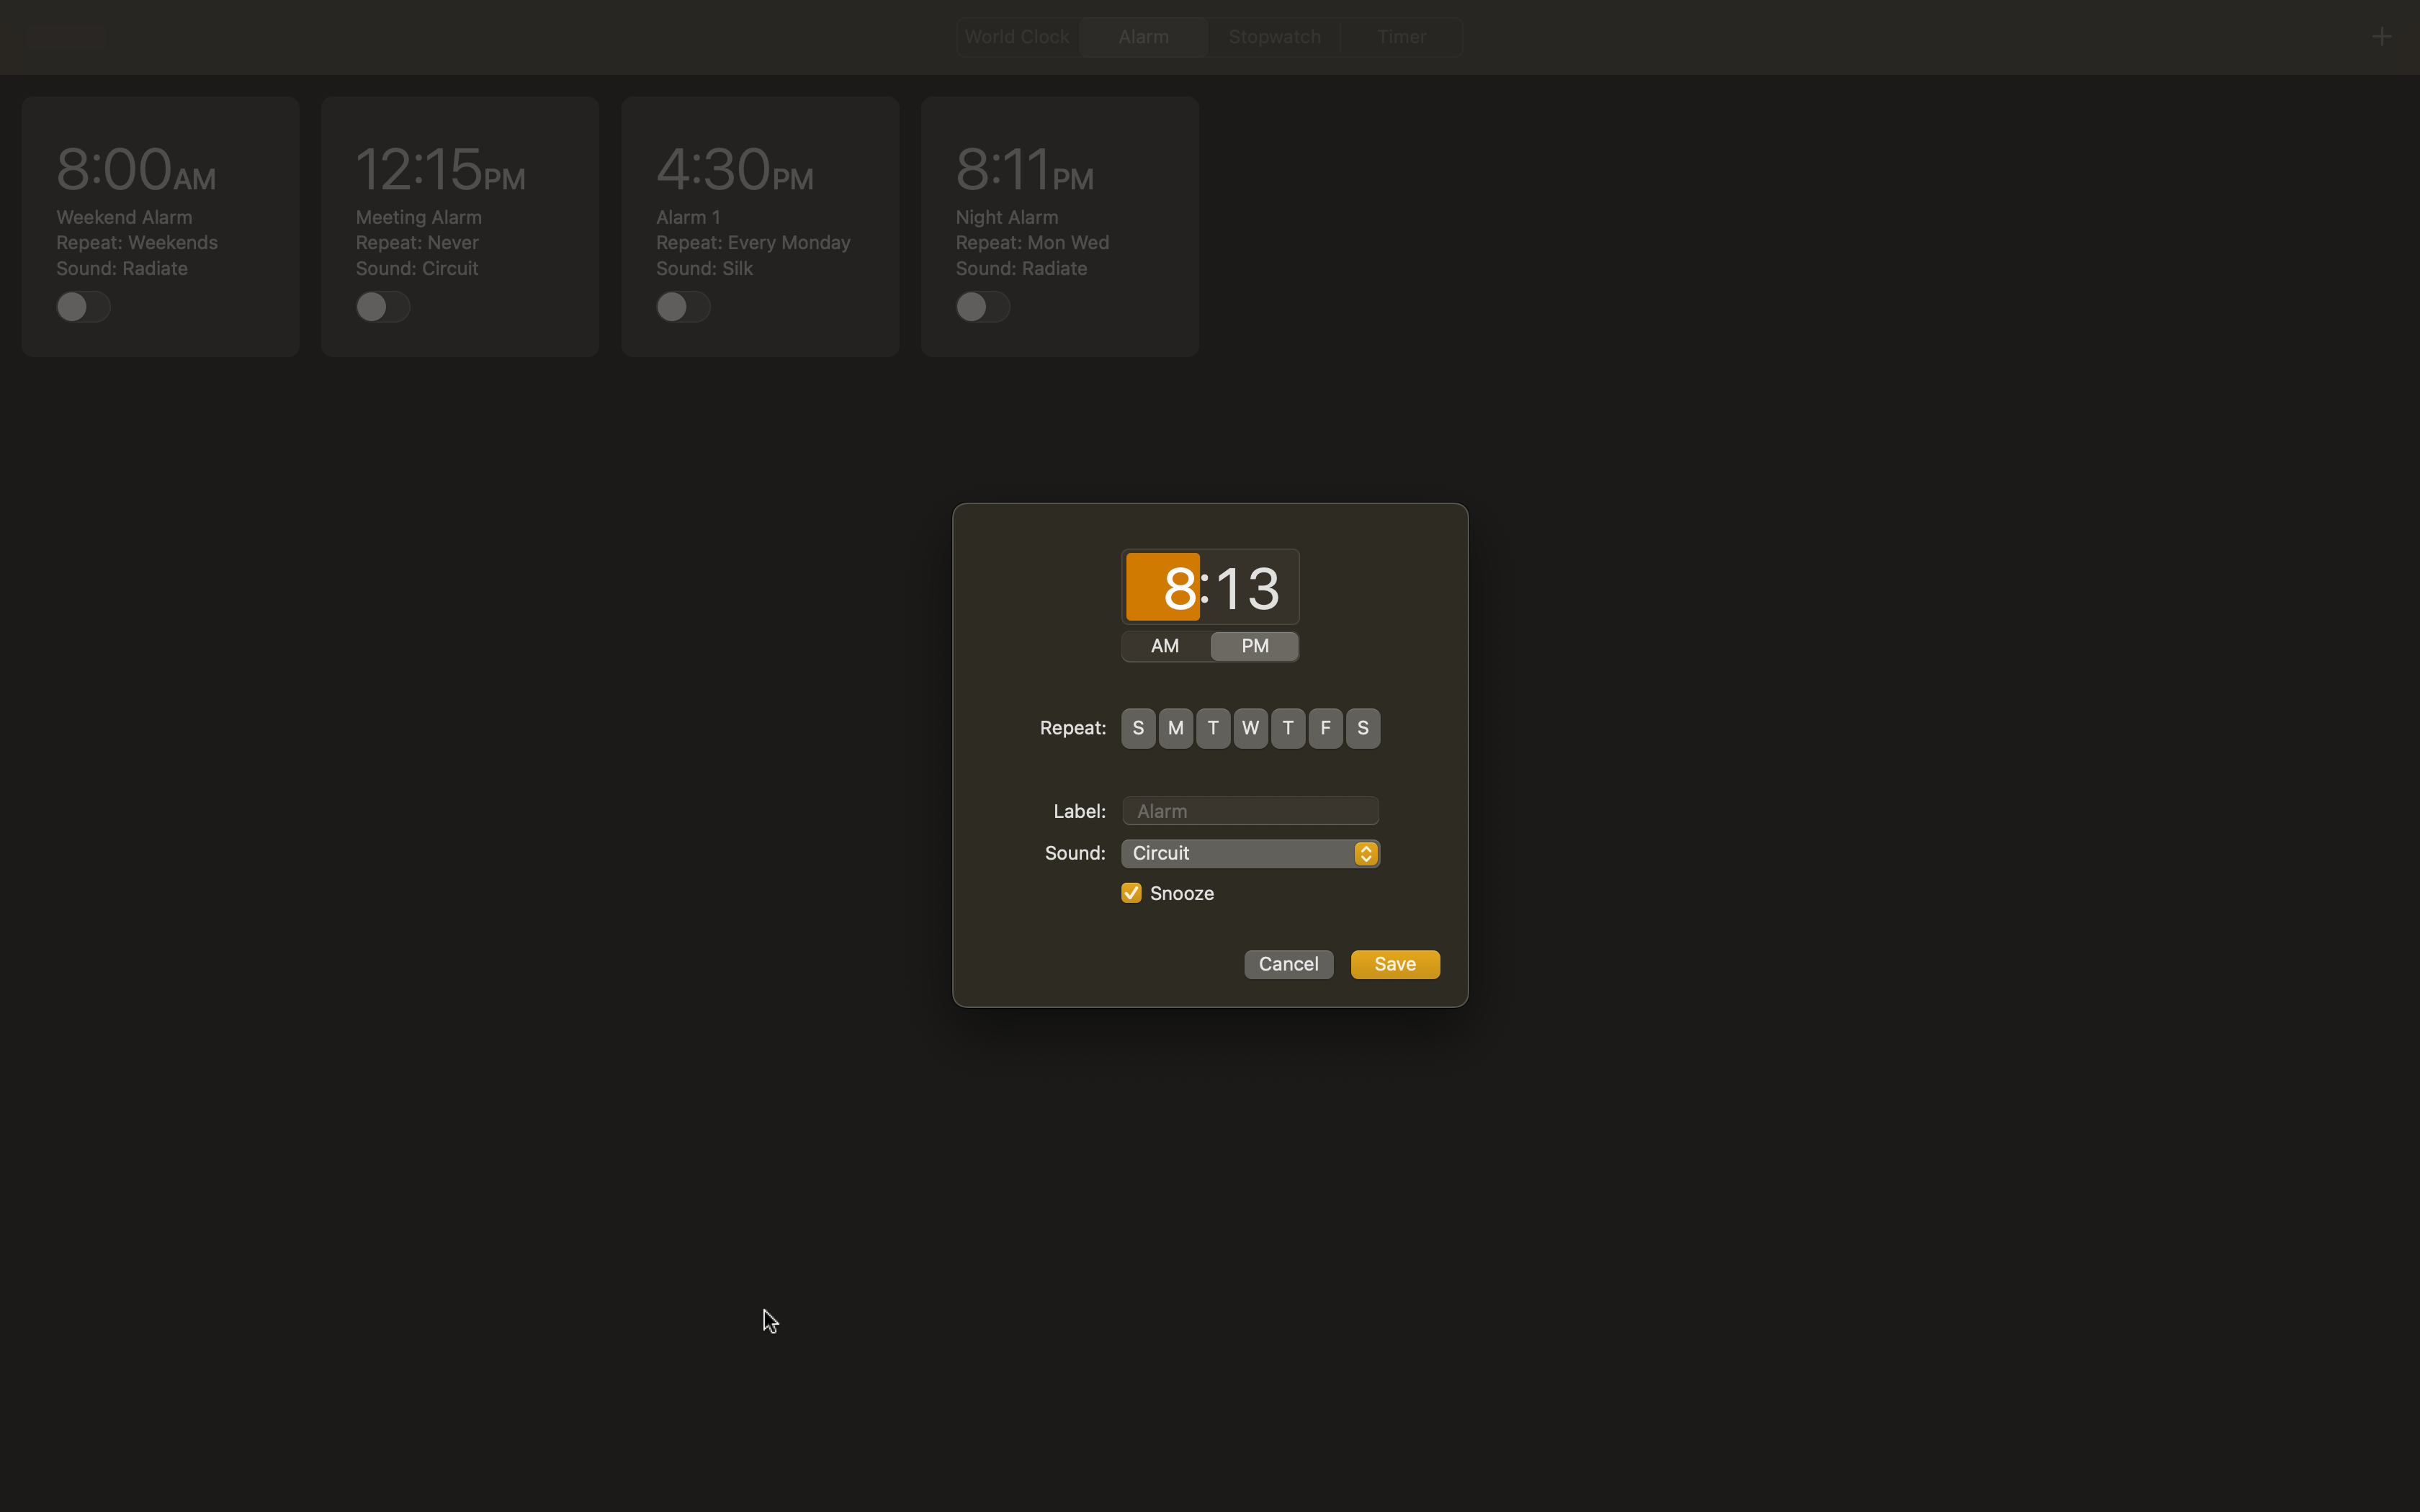 World Clock Alarm Stopwatch Timer
8:00AM
Weekend Alarm
Repeat: Weekends
Sound: Radiate
12:15PM
Meeting Alarm
Repeat: Never
Sound: Circuit
4:30PM
Alarm 1
Repeat: Every Monday
Sound: Silk
8:11PM
Night Alarm
Repeat: Mon Wed
Sound: Radiate
8:13
AM PM
Repeat: S M T W T F S
Label: Alarm
Sound: Circuit
Snooze
Cancel Save